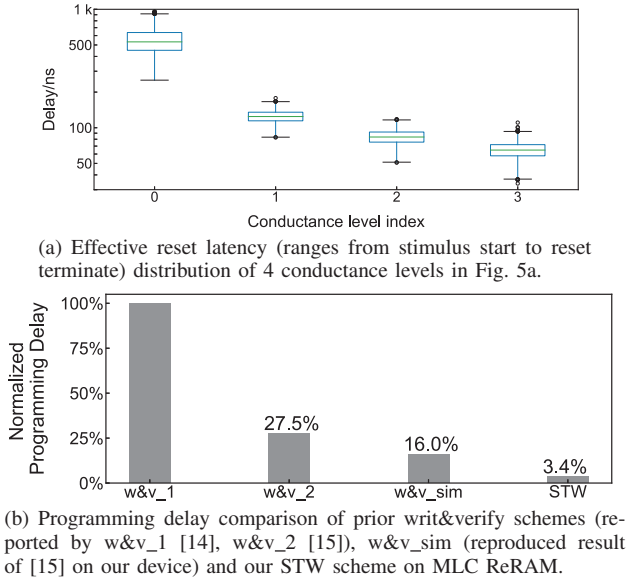 1 k
500
100
50
Delay/ns
0 1 2 3
Conductance level index
(a) Effective reset latency (ranges from stimulus start to reset
terminate) distribution of 4 conductance levels in Fig. 5a.
100%
75%
50%
25%
0%
Normalized
Programming Delay
27.5%
16.0%
3.4%
w&v_1 w&v_2 w&v_sim STW
(b) Programming delay comparison of prior writ&verify schemes (re-
ported by w&v_1 [14], w&v_2 [15]), w&v_sim (reproduced result
of [15] on our device) and our STW scheme on MLC ReRAM.